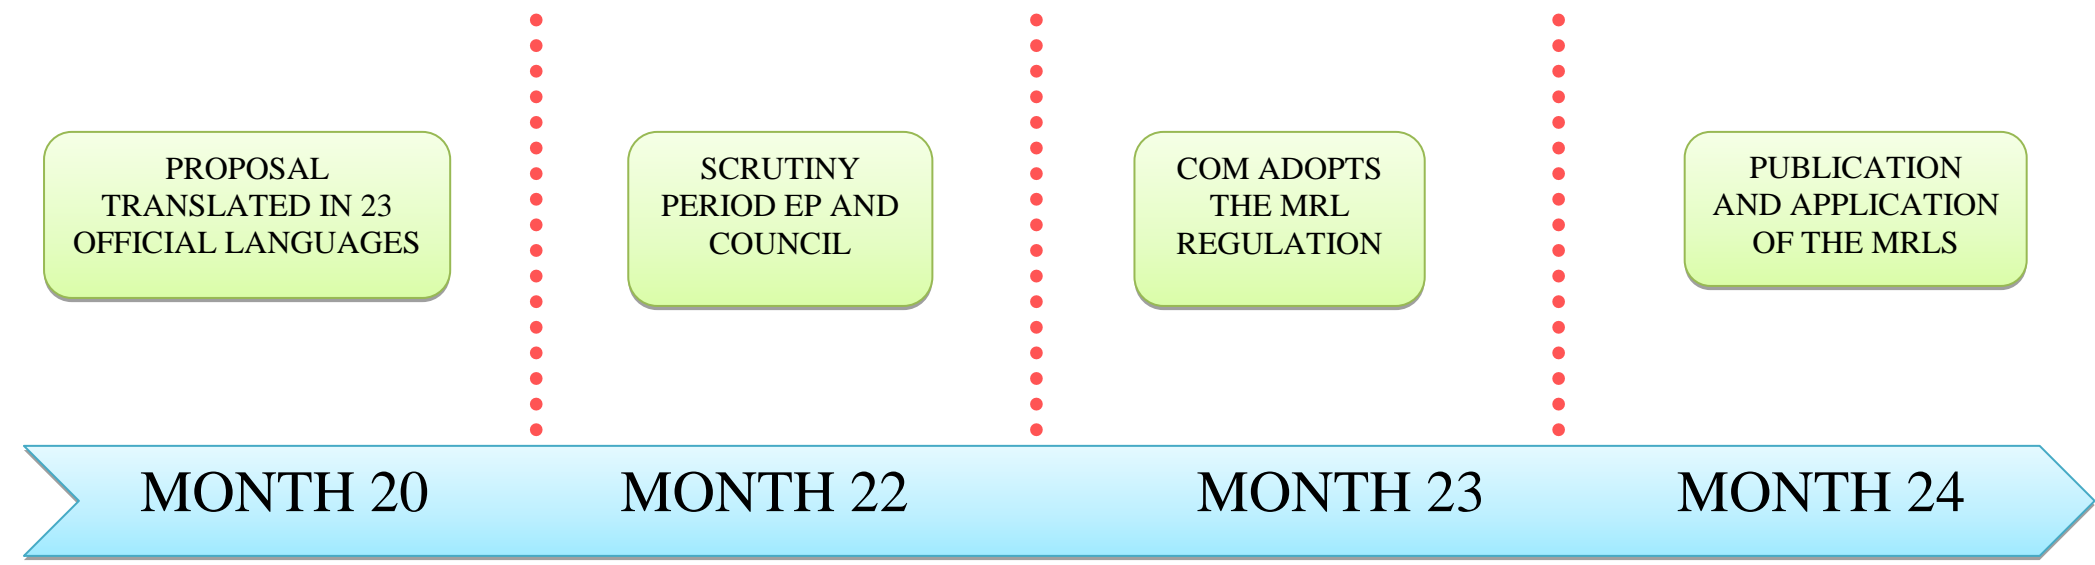 PROPOSAL
TRANSLATED IN 23
OFFICIAL LANGUAGES
SCRUTINY
PERIOD EP AND
COUNCIL
COM ADOPTS
THE MRL
REGULATION
PUBLICATION
AND APPLICATION
OF THE MRLS
MONTH 20
MONTH 22
MONTH 23
MONTH 24